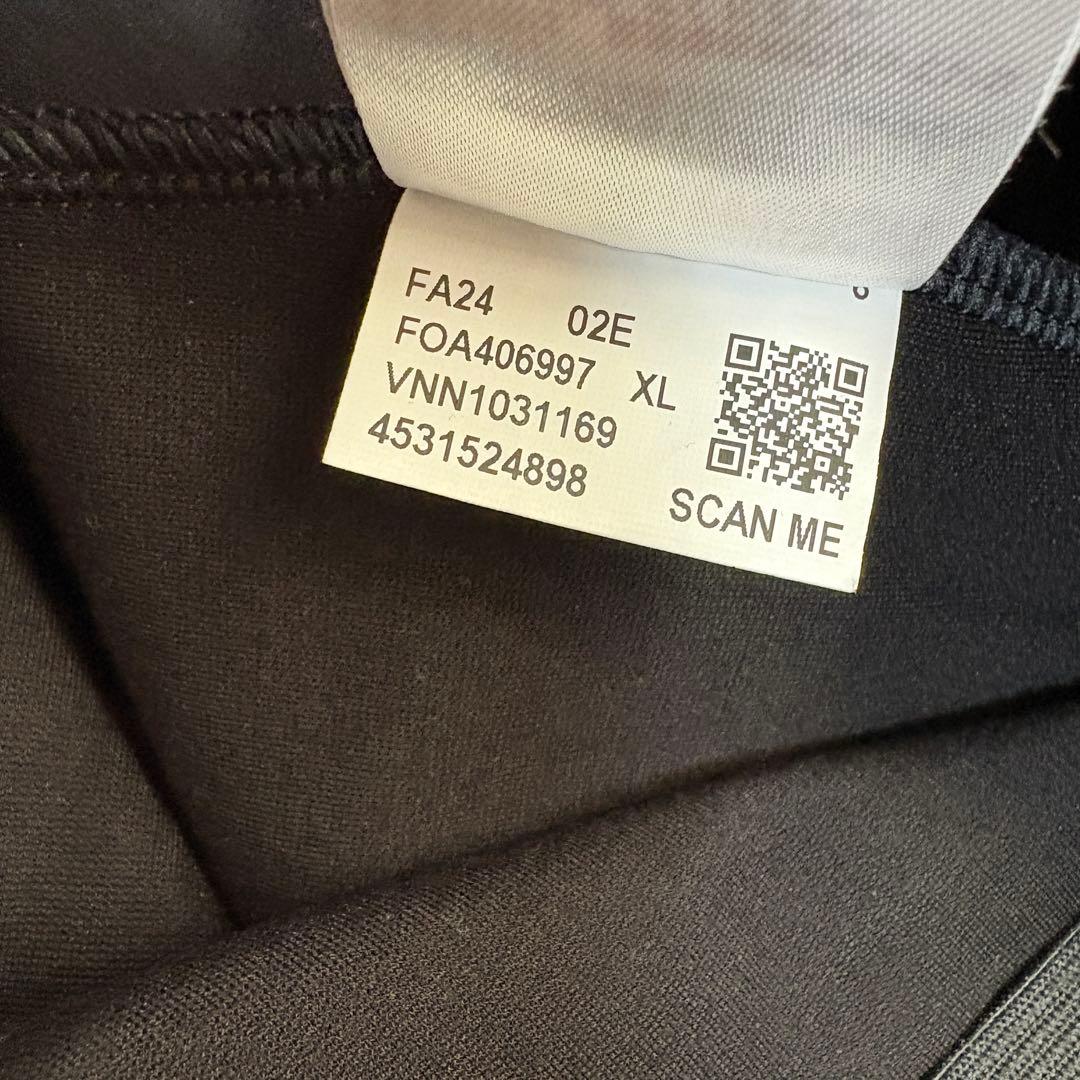 FA24 02E
FOA406997 XL
VNN1031169
4531524898
SCAN ME